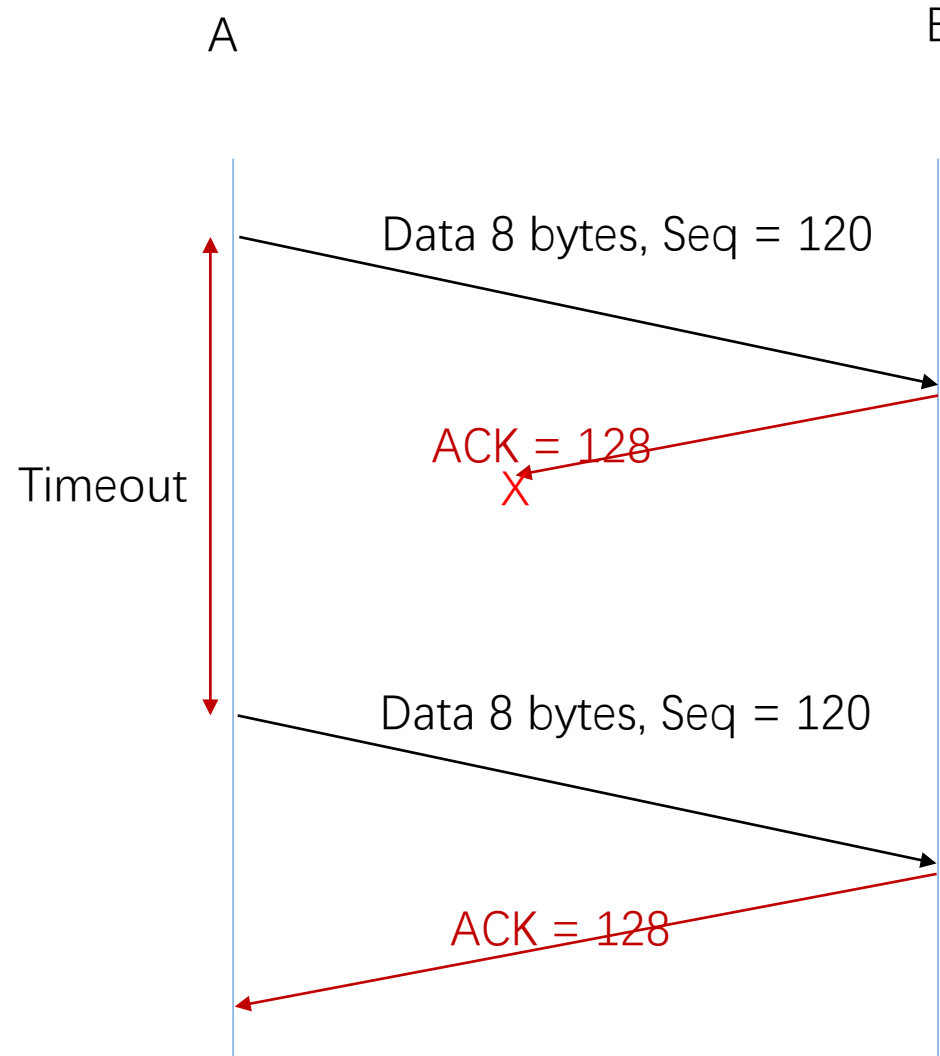 A
Data 8 bytes, Seq = 120
ACK = 128
X
Timeout
Data 8 bytes, Seq = 120
ACK = 128